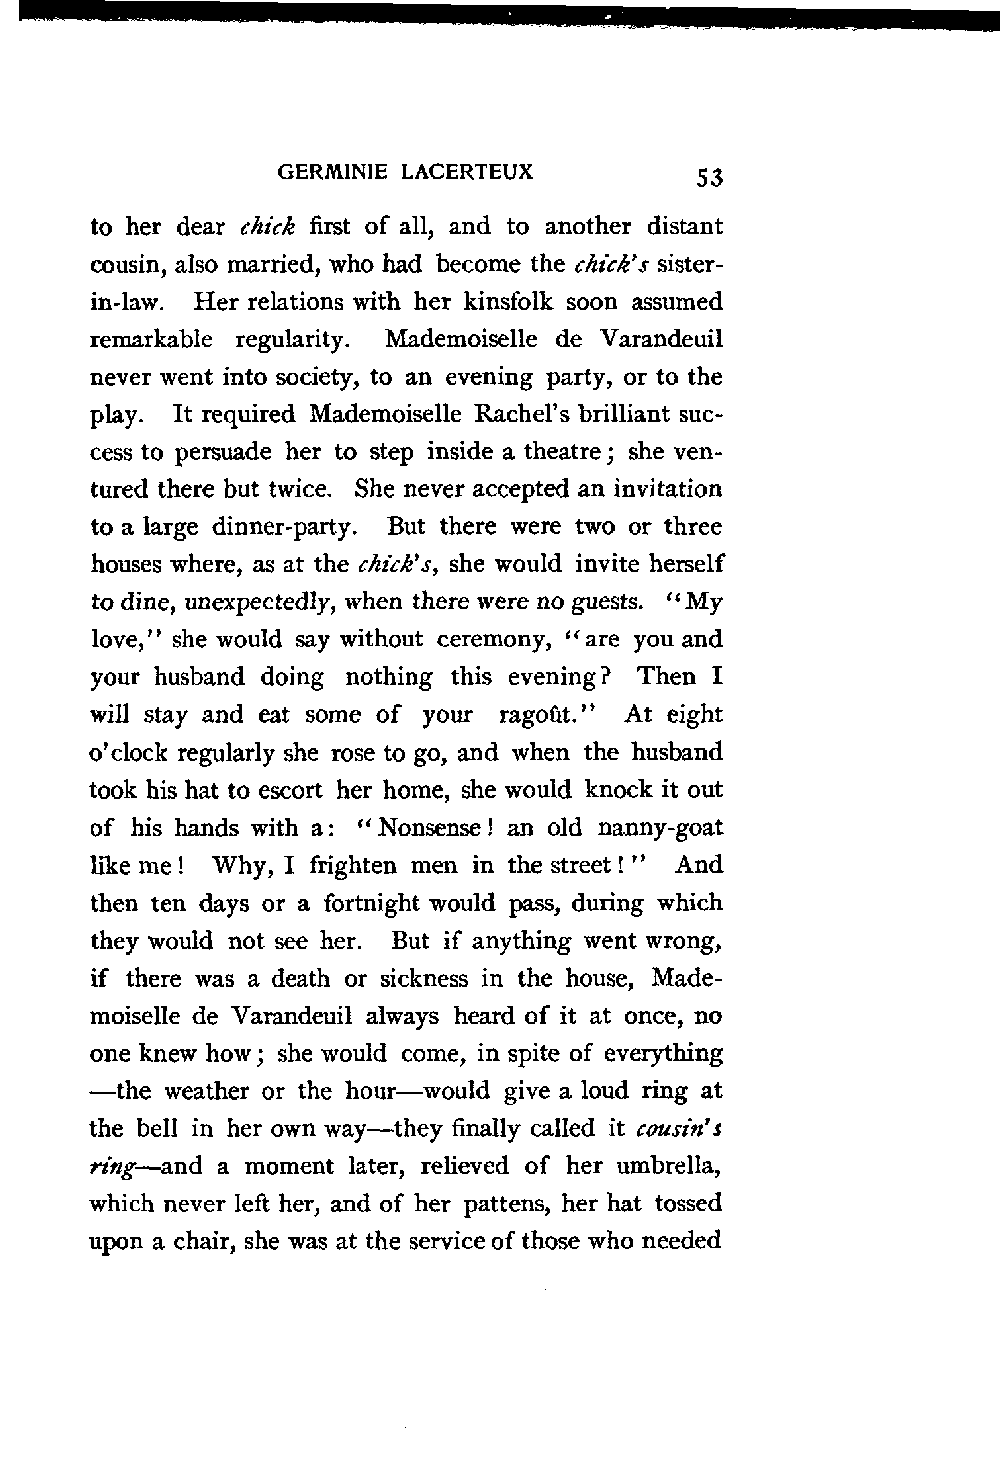 GERMINIE LACERTEUX 53
to her dear chick first of all, and to another distant
cousin, also married, who had become the chick's sister-
in-law. Her relations with her kinsfolk soon assumed
remarkable regularity. Mademoiselle de Varandeuil
never went into society, to an evening party, or to the
play. It required Mademoiselle Rachel's brilliant suc-
cess to persuade her to step inside a theatre; she ven-
tured there but twice. She never accepted an invitation
to a large dinner-party. But there were two or three
houses where, as at the chick's, she would invite herself
to dine, unexpectedly, when there were no guests. "My
love," she would say without ceremony, "are you and
your husband doing nothing this evening? Then I
will stay and eat some of your ragoût." At eight
o'clock regularly she rose to go, and when the husband
took his hat to escort her home, she would knock it out
of his hands with a: "Nonsense! an old nanny-goat
like me! Why, I frighten men in the street!" And
then ten days or a fortnight would pass, during which
they would not see her. But if anything went wrong,
if there was a death or sickness in the house, Made-
moiselle de Varandeuil always heard of it at once, no
one knew how; she would come, in spite of everything
—the weather or the hour—would give a loud ring at
the bell in her own way—they finally called it cousin's
ring—and a moment later, relieved of her umbrella,
which never left her, and of her pattens, her hat tossed
upon a chair, she was at the service of those who needed